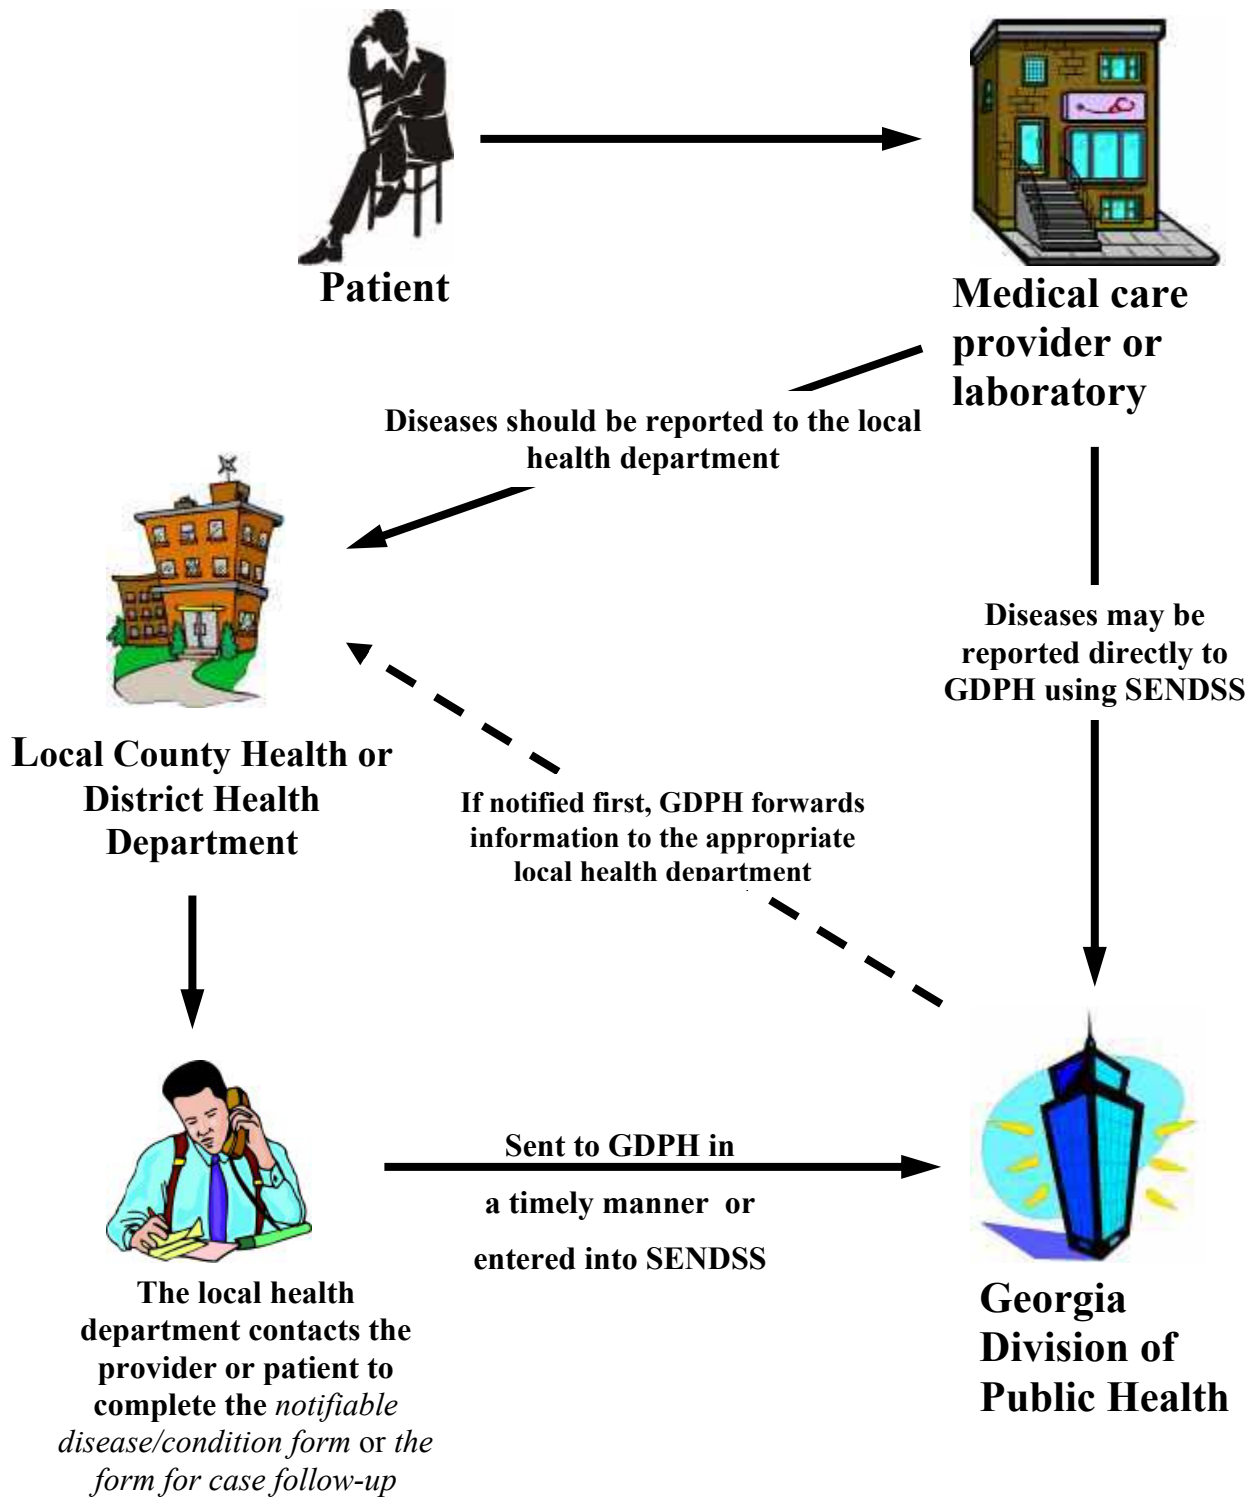 Patient
Medical care
provider or
laboratory
Diseases should be reported to the local
health department
Diseases may be
reported directly to
GDPH using SENDSS
Local County Health or
District Health
Department
If notified first, GDPH forwards
information to the appropriate
local health department
Sent to GDPH in
a timely manner or
entered into SENDSS
The local health
department contacts the
provider or patient to
complete the notifiable
disease/condition form or the
form for case follow-up
Georgia
Division of
Public Health